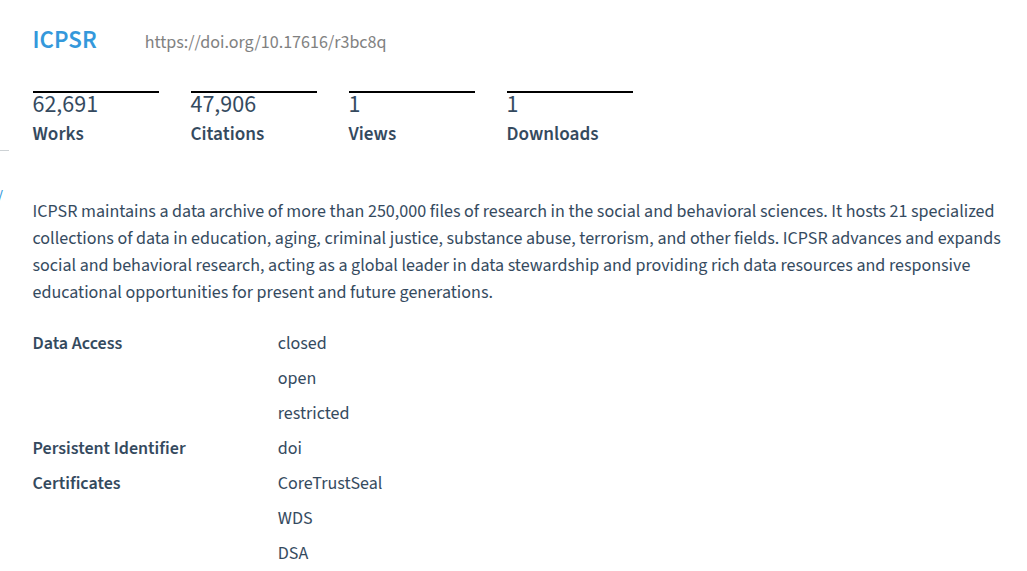 ICPSR https://doi.org/10.17616/r3bc8q
62,691 47,906 1 1
Works Citations Views Downloads
ICPSR maintains a data archive of more than 250,000 files of research in the social and behavioral sciences. It hosts 21 specialized
collections of data in education, aging, criminal justice, substance abuse, terrorism, and other fields. ICPSR advances and expands
social and behavioral research, acting as a global leader in data stewardship and providing rich data resources and responsive
educational opportunities for present and future generations.
Data Access closed
open
restricted
Persistent Identifier doi
Certificates CoreTrustSeal
WDS
DSA